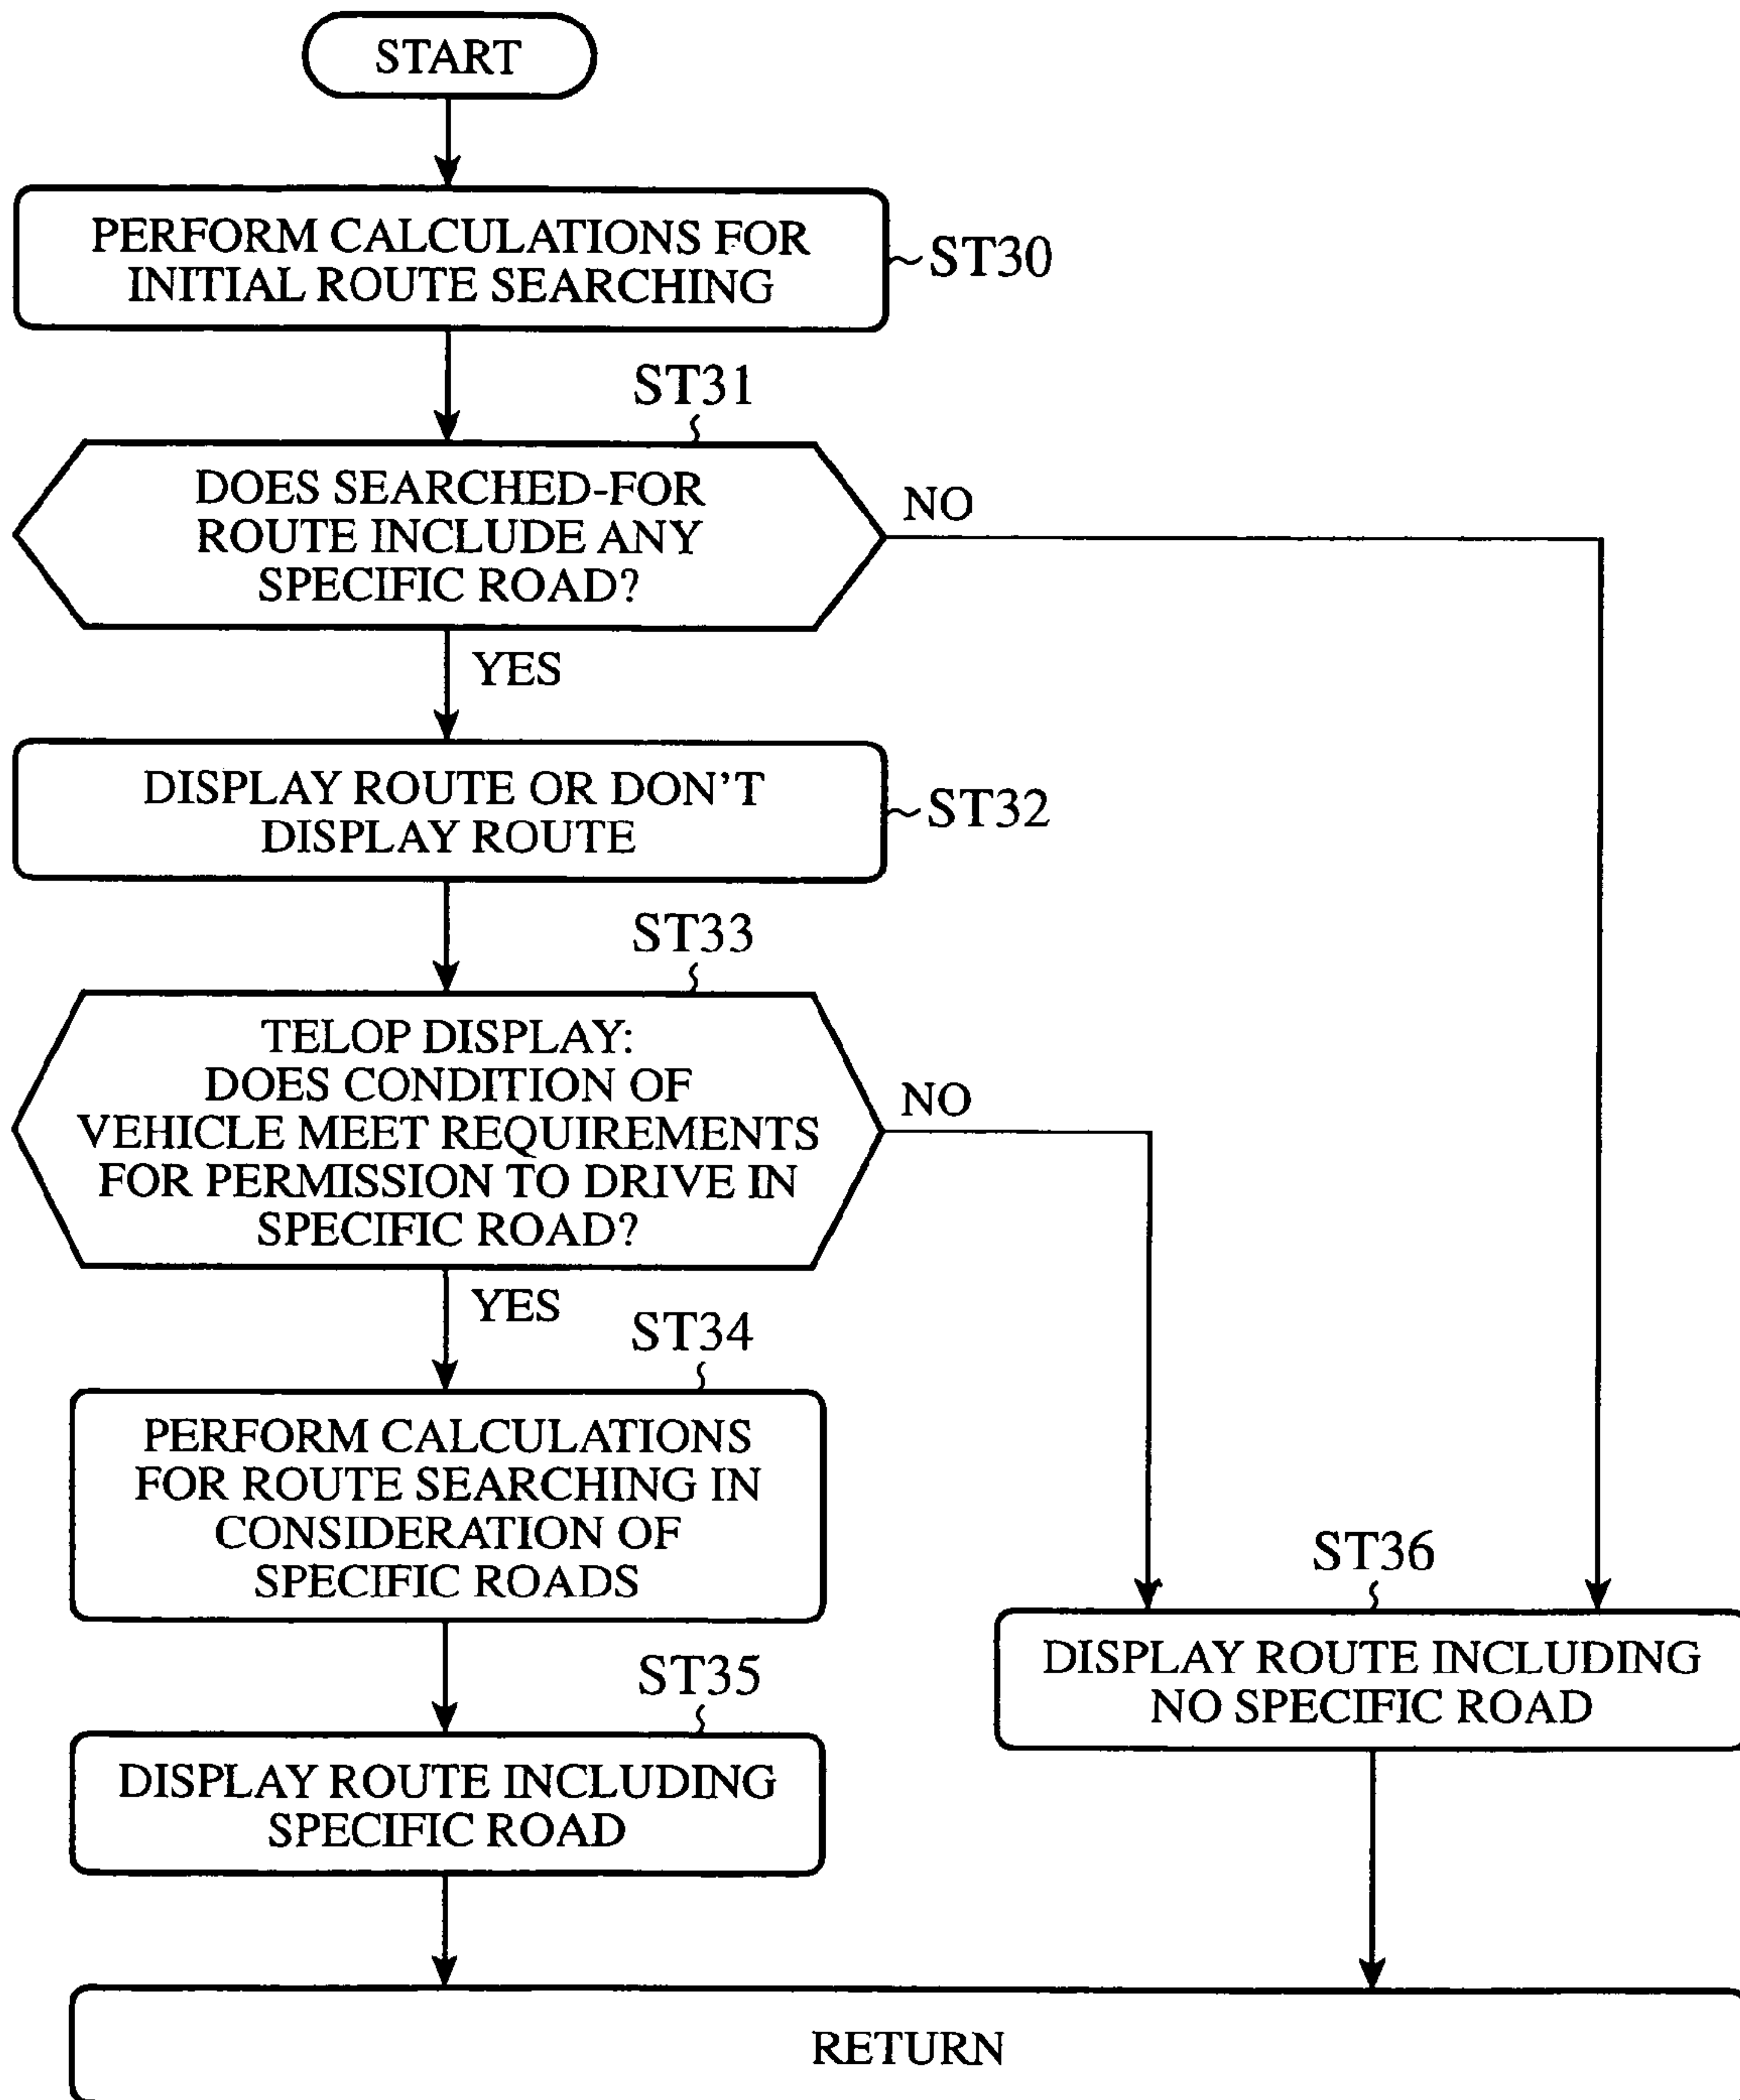 START
PERFORM CALCULATIONS FOR
INITIAL ROUTE SEARCHING
ST30
ST31
DOES SEARCHED-FOR
ROUTE INCLUDE ANY
SPECIFIC ROAD?
NO
YES
DISPLAY ROUTE OR DON'T
DISPLAY ROUTE
ST32
ST33
TELOP DISPLAY:
DOES CONDITION OF
VEHICLE MEET REQUIREMENTS
FOR PERMISSION TO DRIVE IN
SPECIFIC ROAD?
NO
YES
ST34
PERFORM CALCULATIONS
FOR ROUTE SEARCHING IN
CONSIDERATION OF
SPECIFIC ROADS
ST36
DISPLAY ROUTE INCLUDING
NO SPECIFIC ROAD
ST35
DISPLAY ROUTE INCLUDING
SPECIFIC ROAD
RETURN